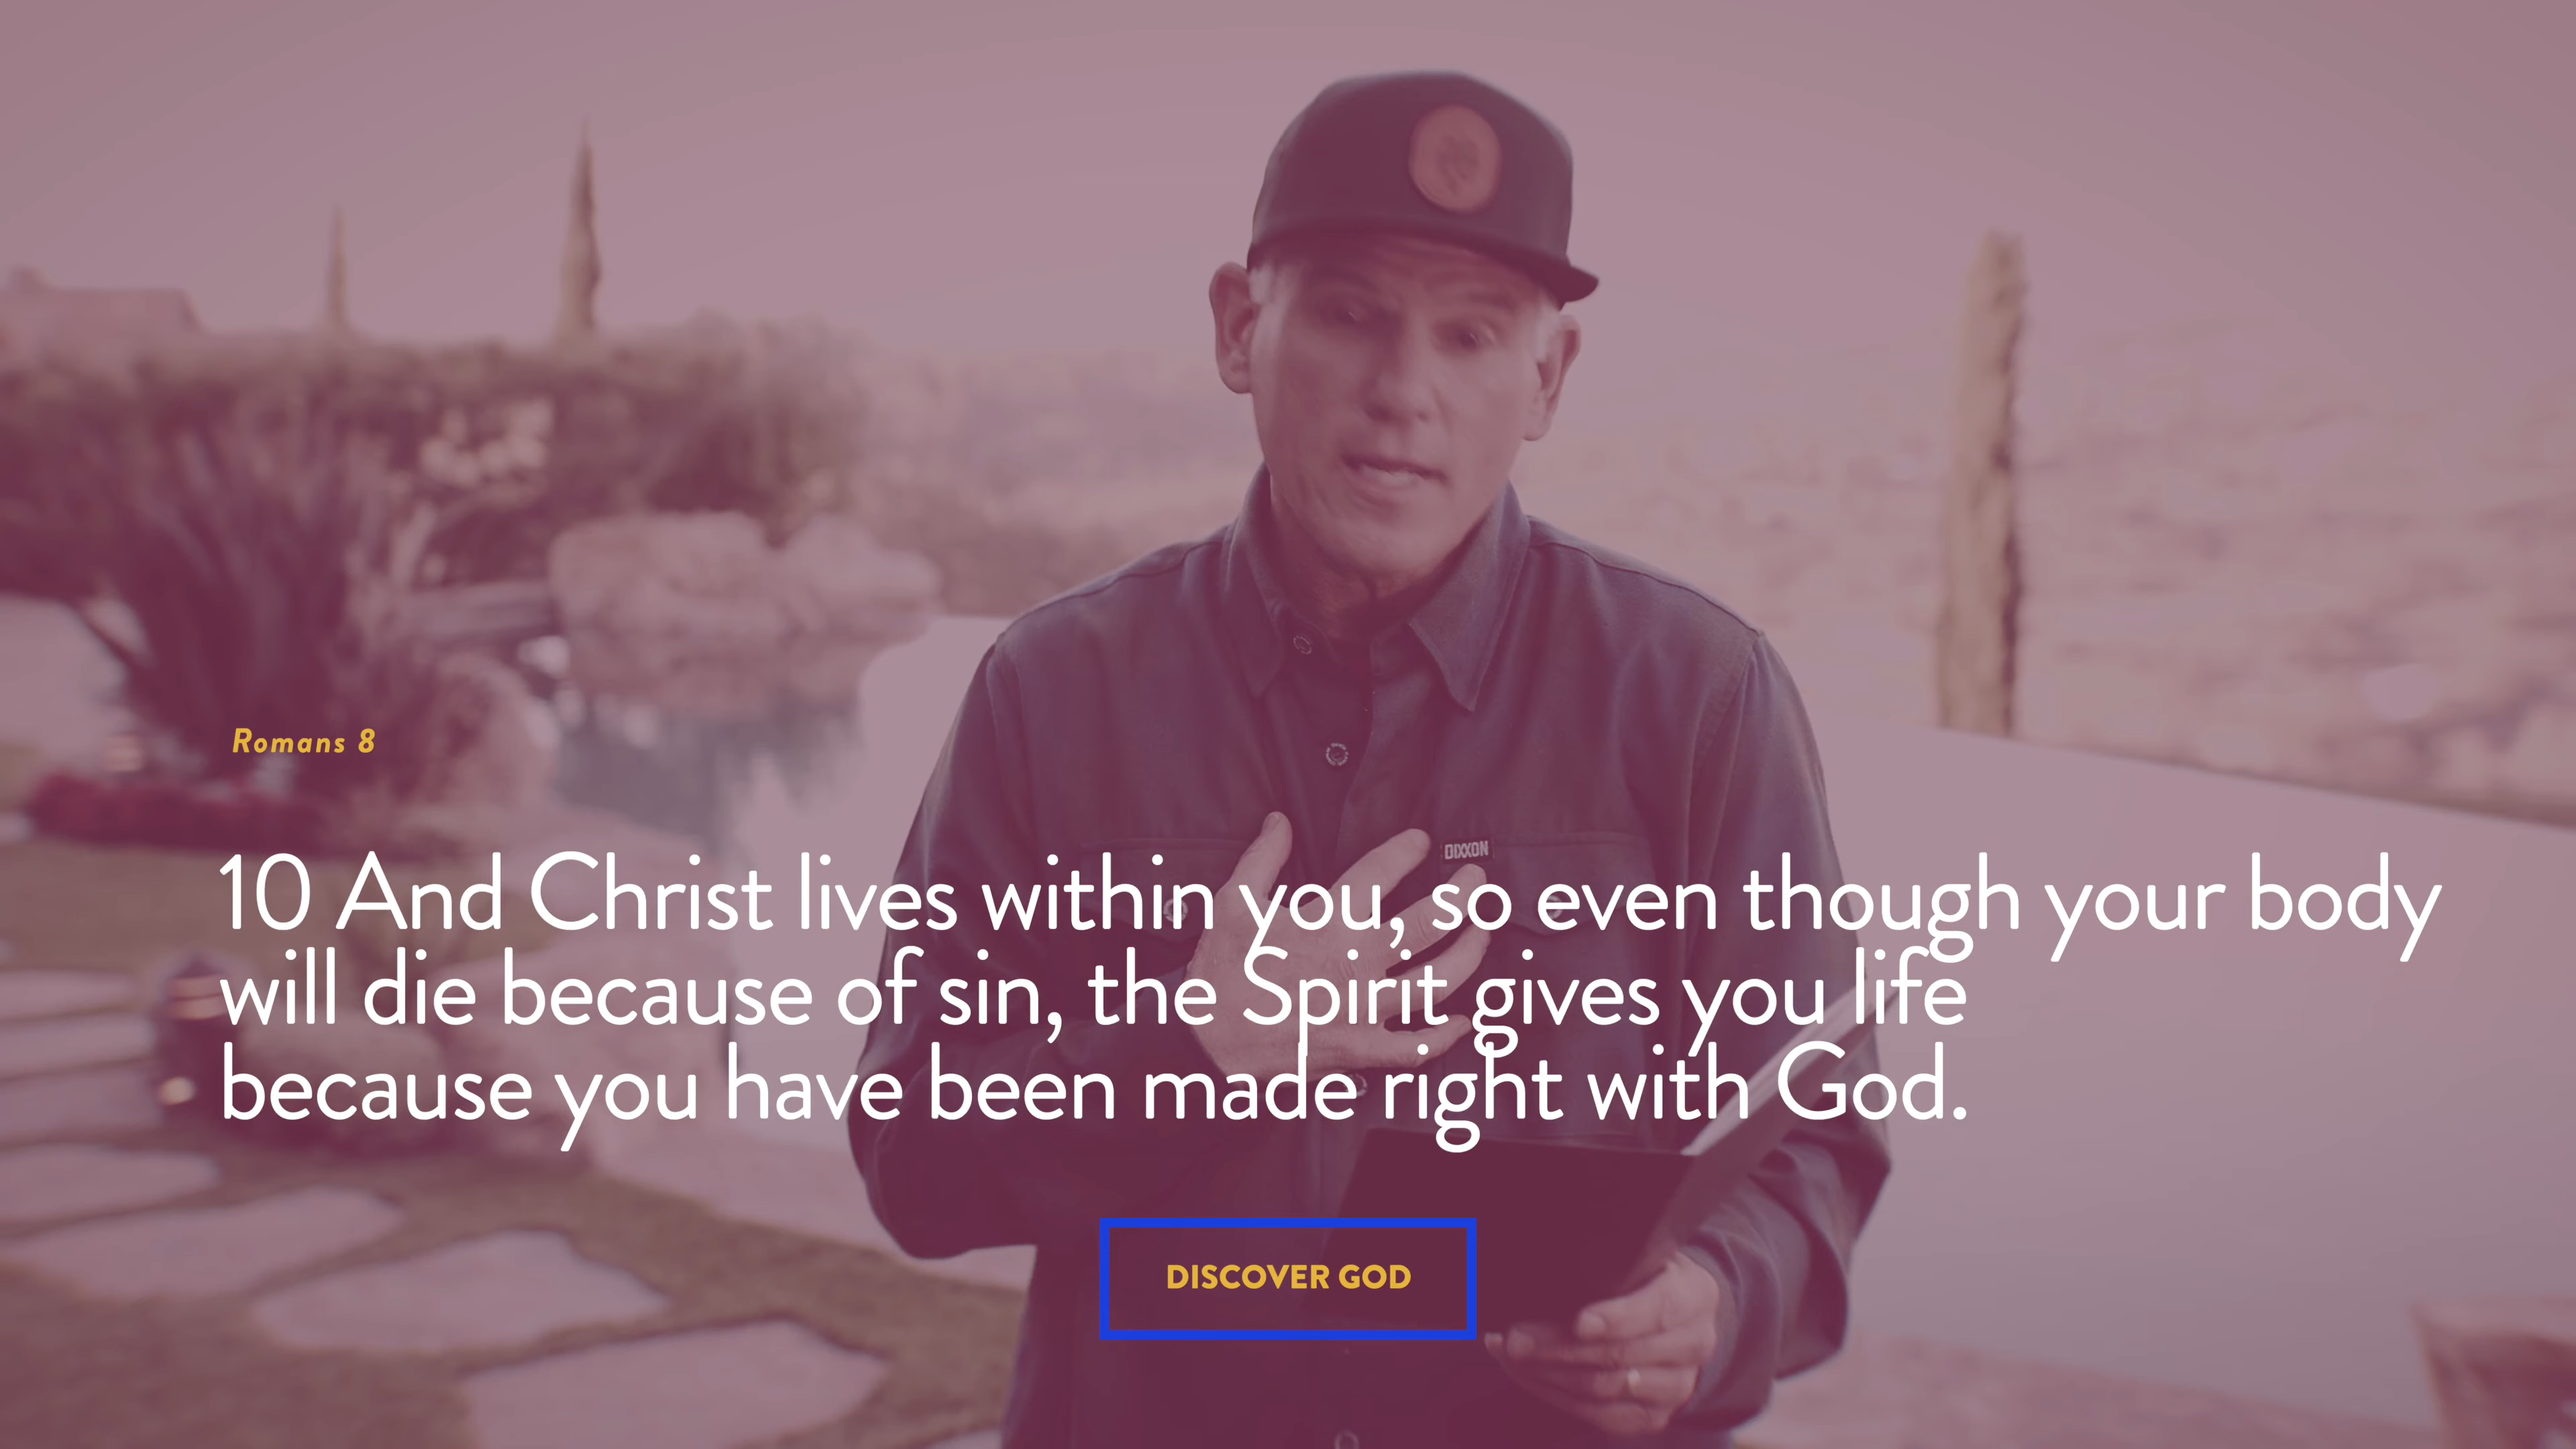 Romans 8
DIXXON
10 And Christ lives within you, so even though your body
will die because of sin, the Spirit gives you life
because you have been made right with God.
DISCOVER GOD